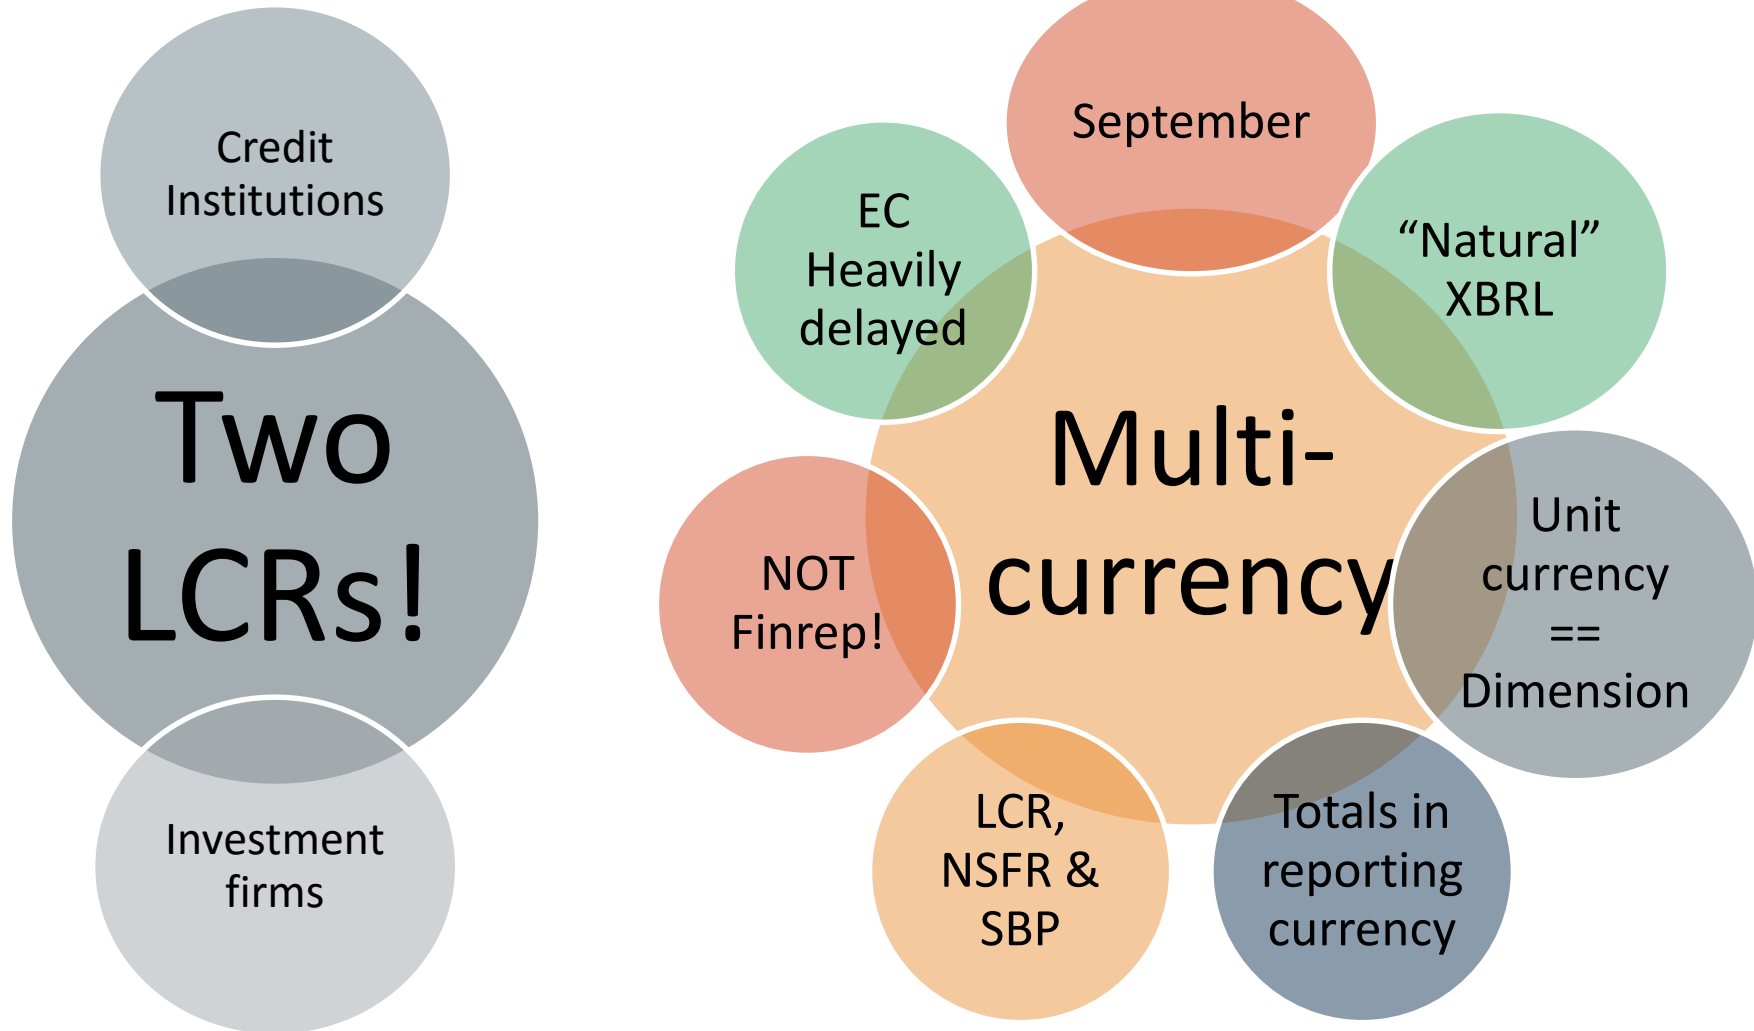 Credit
Institutions
Two
LCRs!
Investment
firms
September
“Natural”
XBRL
Unit
currency
==
Dimension
Totals in
reporting
currency
LCR,
NSFR &
SBP
NOT
Finrep!
EC
Heavily
delayed
Multi-
currency